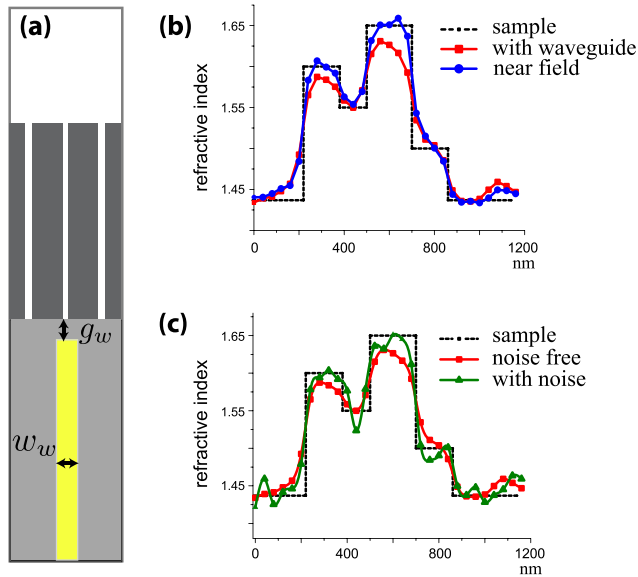 (a)
g_w
w_w
(b)
sample
with waveguide
near field
refractive index
1.65
1.55
1.45
0
400
800
1200
nm
(c)
sample
noise free
with noise
refractive index
1.65
1.55
1.45
0
400
800
1200
nm